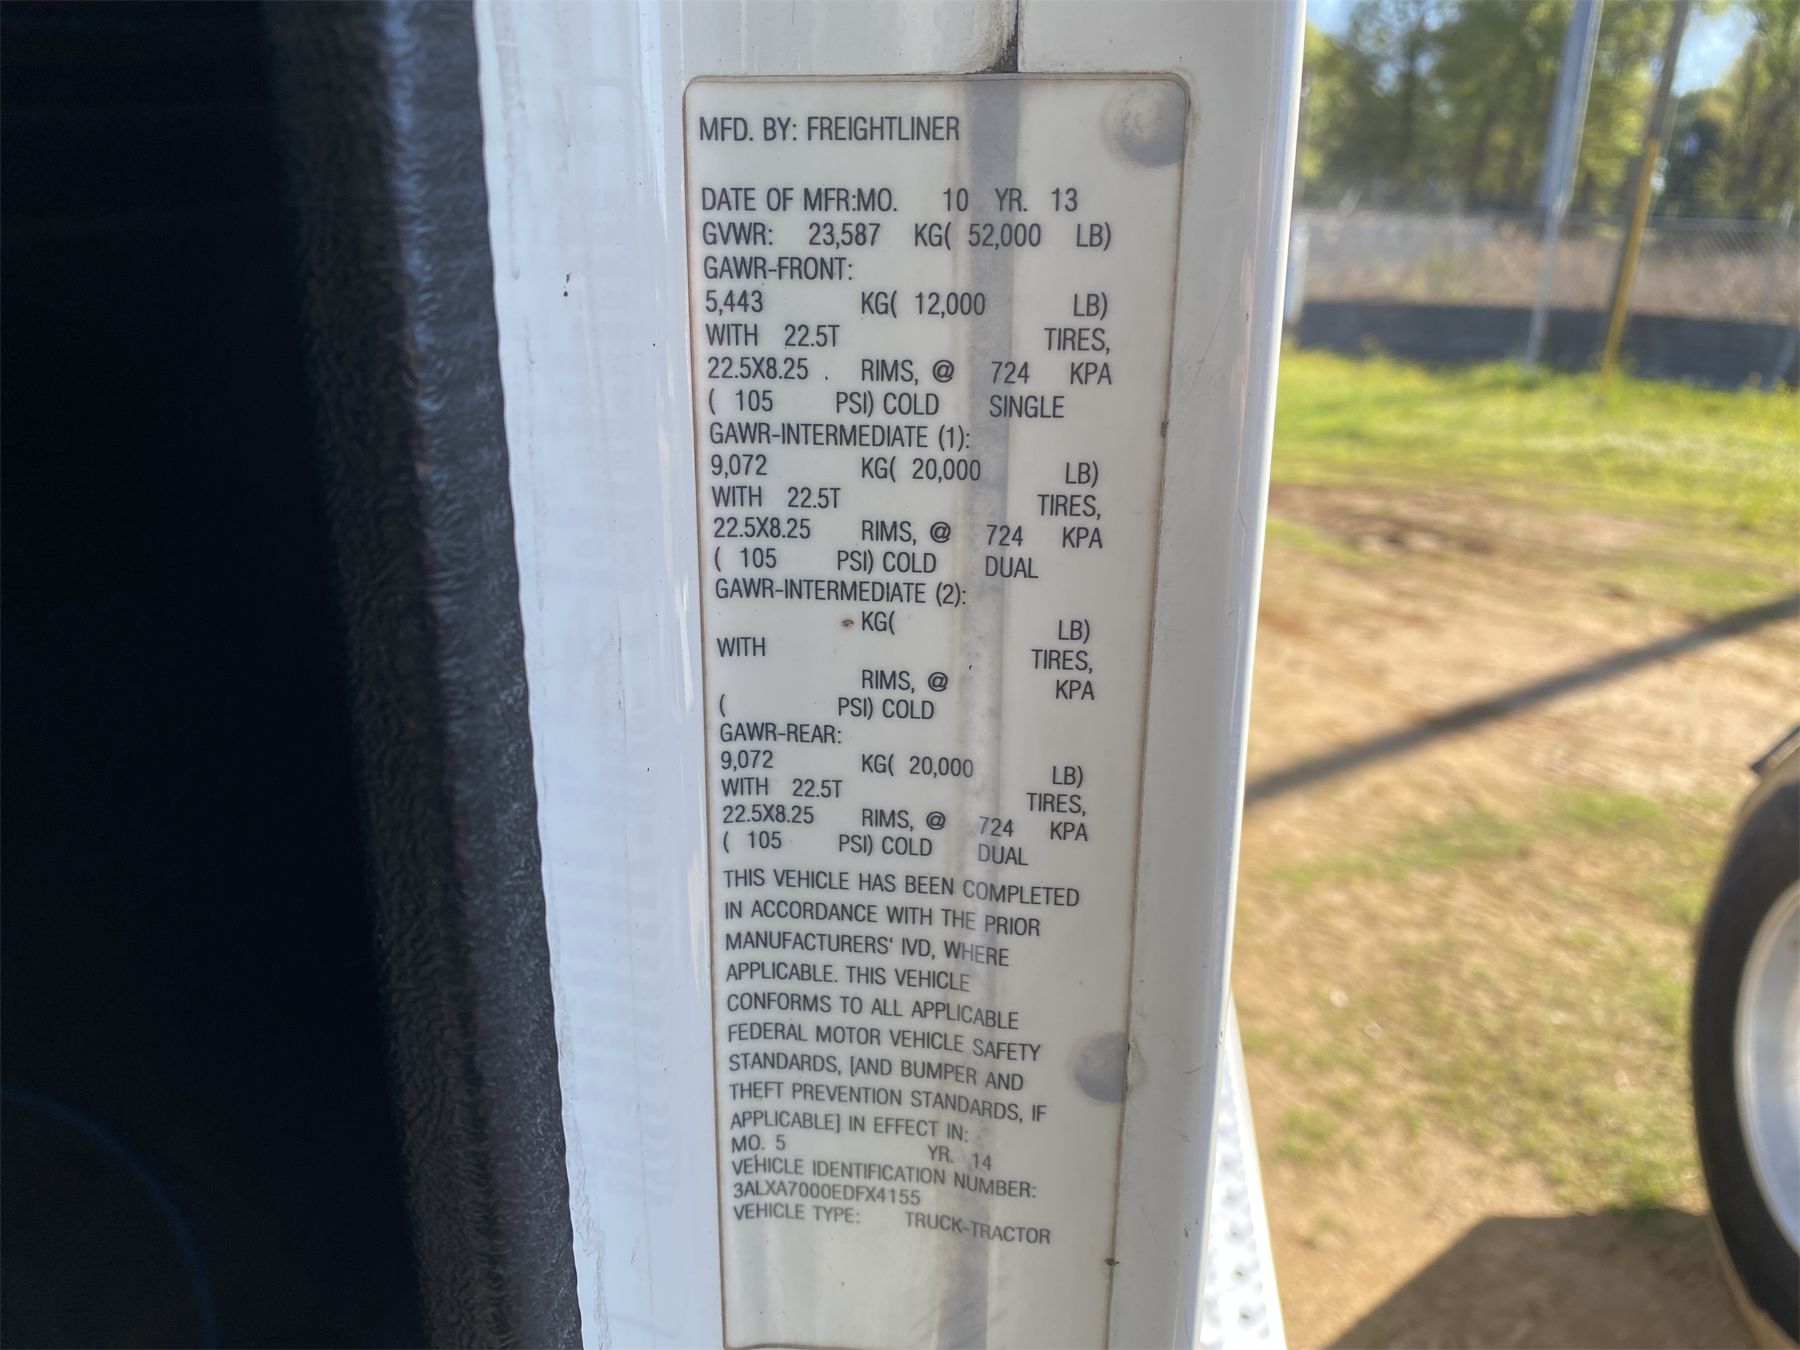 MFD. BY: FREIGHTLINER
DATE OF MFR:MO. 10 YR. 13
GVWR: 23,587 KG( 52,000 LB)
GAWR-FRONT:
5,443 KG( 12,000 LB)
WITH 22.5T TIRES,
22.5X8.25 RIMS, @ 724 KPA
( 105 PSI) COLD SINGLE
GAWR-INTERMEDIATE (1):
9,072 KG( 20,000 LB)
WITH 22.5T TIRES,
22.5X8.25 RIMS, @ 724 KPA
( 105 PSI) COLD DUAL
GAWR-INTERMEDIATE (2):
KG( LB)
WITH TIRES,
RIMS, @ KPA
( PSI) COLD
GAWR-REAR:
9,072 KG( 20,000 LB)
WITH 22.5T TIRES,
22.5X8.25 RIMS, @ 724 KPA
( 105 PSI) COLD DUAL
THIS VEHICLE HAS BEEN COMPLETED
IN ACCORDANCE WITH THE PRIOR
MANUFACTURERS' IVD, WHERE
APPLICABLE. THIS VEHICLE
CONFORMS TO ALL APPLICABLE
FEDERAL MOTOR VEHICLE SAFETY
STANDARDS, [AND BUMPER AND
THEFT PREVENTION STANDARDS, IF
APPLICABLE] IN EFFECT IN:
MO. 5 YR. 14
VEHICLE IDENTIFICATION NUMBER:
3ALXA7000EDFX4155
VEHICLE TYPE: TRUCK-TRACTOR